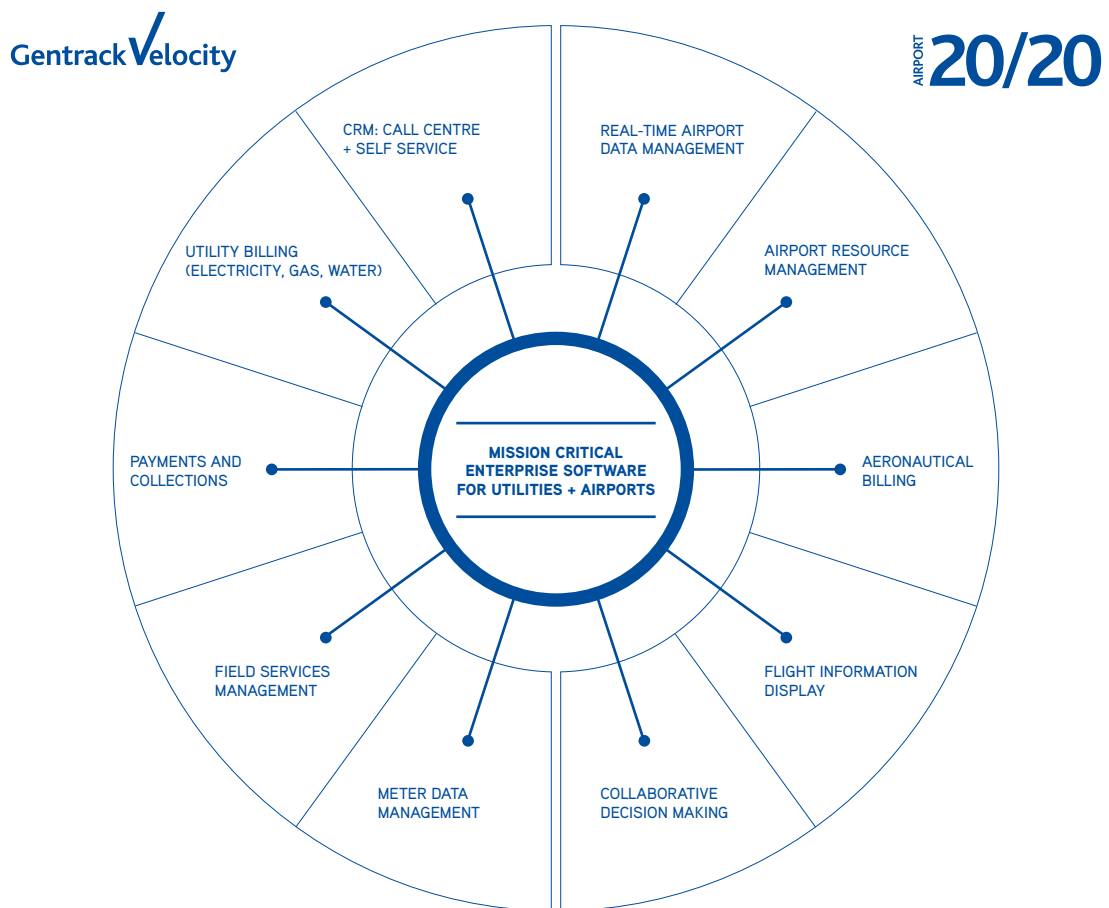 Gentrack Velocity
AIRPORT 20/20
CRM: CALL CENTRE
+ SELF SERVICE
REAL-TIME AIRPORT
DATA MANAGEMENT
UTILITY BILLING
(ELECTRICITY, GAS, WATER)
AIRPORT RESOURCE
MANAGEMENT
PAYMENTS AND
COLLECTIONS
MISSION CRITICAL
ENTERPRISE SOFTWARE
FOR UTILITIES + AIRPORTS
AERONAUTICAL
BILLING
FIELD SERVICES
MANAGEMENT
FLIGHT INFORMATION
DISPLAY
METER DATA
MANAGEMENT
COLLABORATIVE
DECISION MAKING